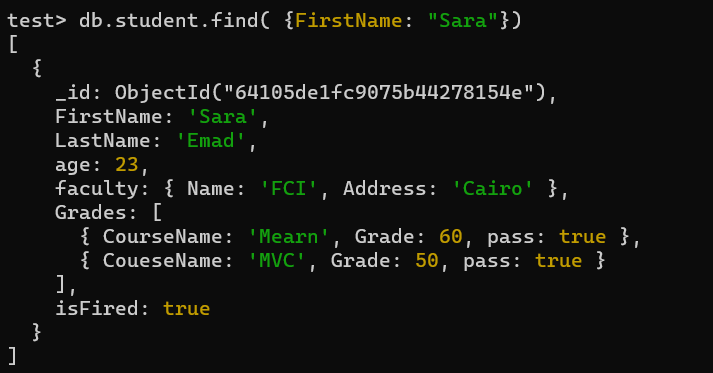 test> db.student.find( {FirstName: "Sara"})
[
  {
    _id: ObjectId("64105de1fc9075b44278154e"),
    FirstName: 'Sara',
    LastName: 'Emad',
    age: 23,
    faculty: { Name: 'FCI', Address: 'Cairo' },
    Grades: [
      { CourseName: 'Mearn', Grade: 60, pass: true },
      { CoueseName: 'MVC', Grade: 50, pass: true }
    ],
    isFired: true
  }
]